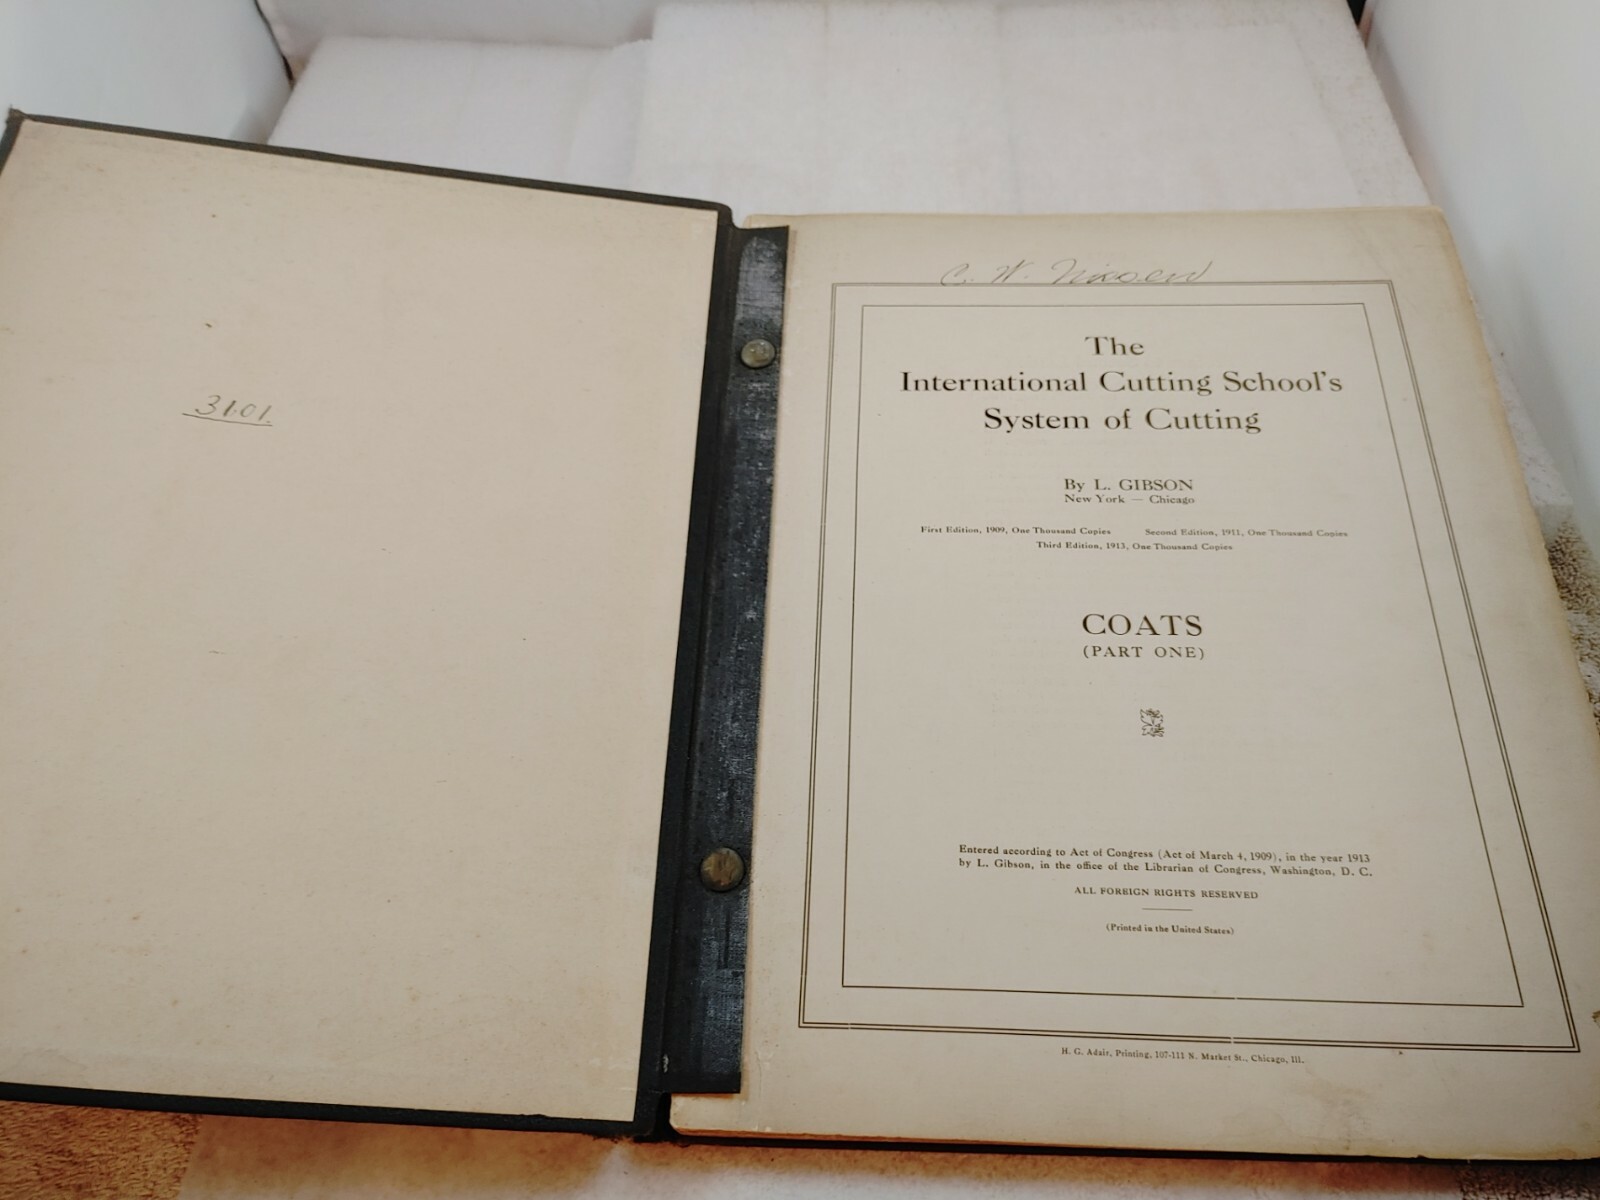 3101.
C. W. Nixsen
The
International Cutting School's
System of Cutting
By L. GIBSON
New York — Chicago
First Edition, 1909, One Thousand Copies Second Edition, 1911, One Thousand Copies
Third Edition, 1913, One Thousand Copies
COATS
(PART ONE)
Entered according to Act of Congress (Act of March 4, 1909), in the year 1913
by L. Gibson, in the office of the Librarian of Congress, Washington, D. C.
ALL FOREIGN RIGHTS RESERVED
(Printed in the United States)
H. G. Adair, Printing, 107-111 N. Market St., Chicago, Ill.